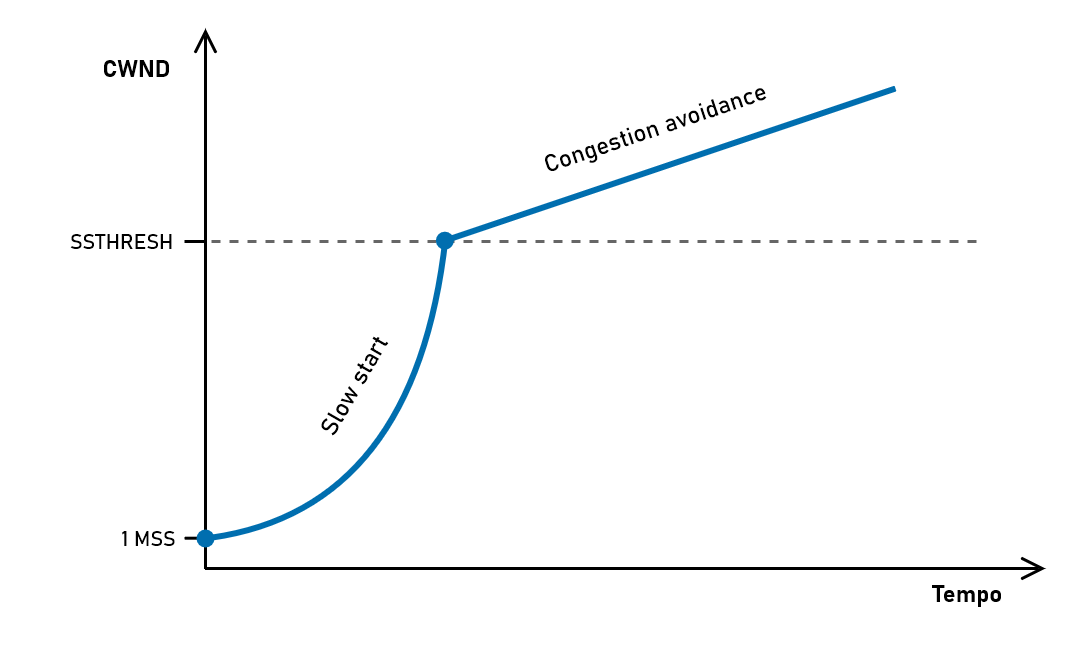 CWND
Congestion avoidance
SSTHRESH
Slow start
1 MSS
Tempo